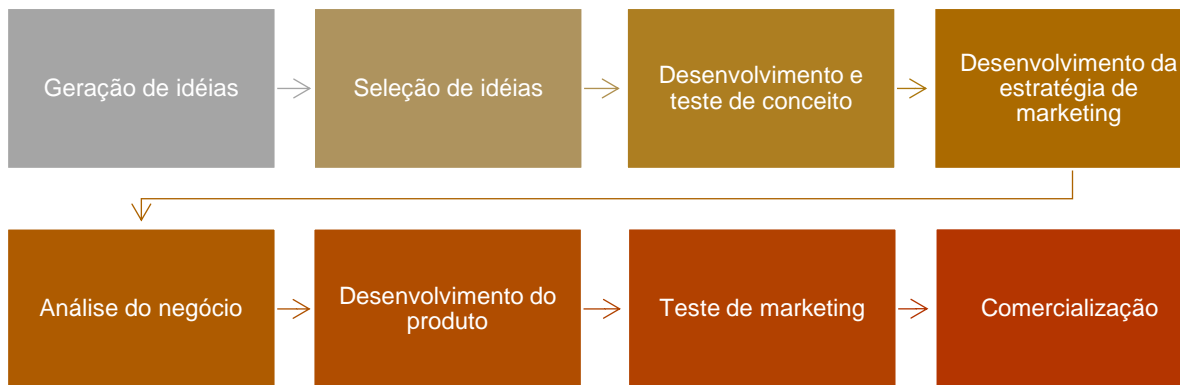 Geração de idéias
Seleção de idéias
Desenvolvimento e
teste de conceito
Desenvolvimento da
estratégia de
marketing
Análise do negócio
Desenvolvimento do
produto
Teste de marketing
Comercialização